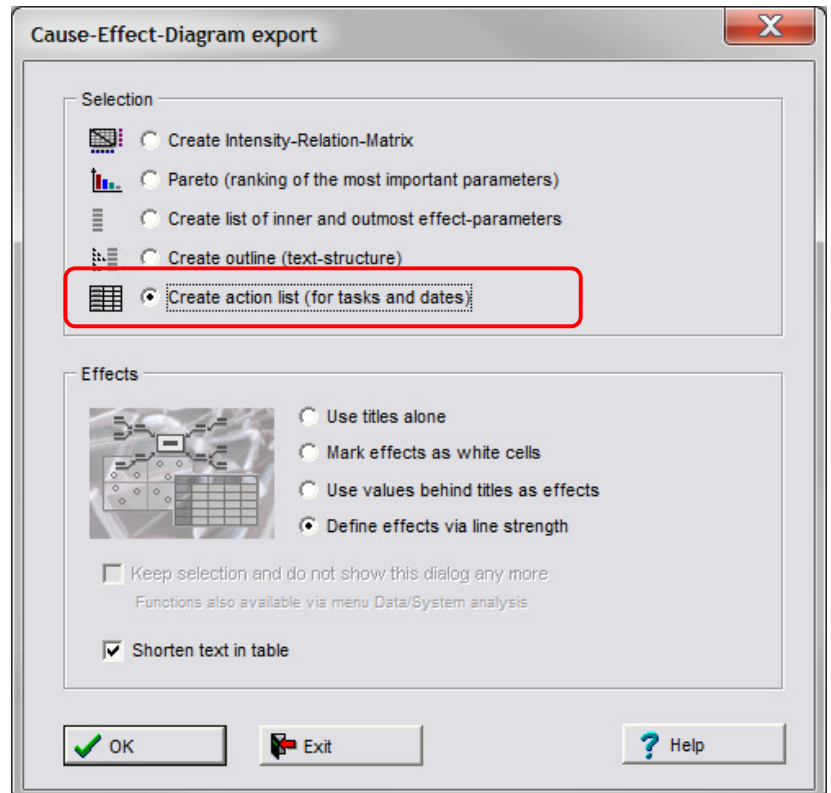 Cause-Effect-Diagram export
Selection
Create Intensity-Relation-Matrix
Pareto (ranking of the most important parameters)
Create list of inner and outmost effect-parameters
Create outline (text-structure)
Create action list (for tasks and dates)
Effects
Use titles alone
Mark effects as white cells
Use values behind titles as effects
Define effects via line strength
Keep selection and do not show this dialog any more
Functions also available via menu Data/System analysis
Shorten text in table
OK
Exit
Help